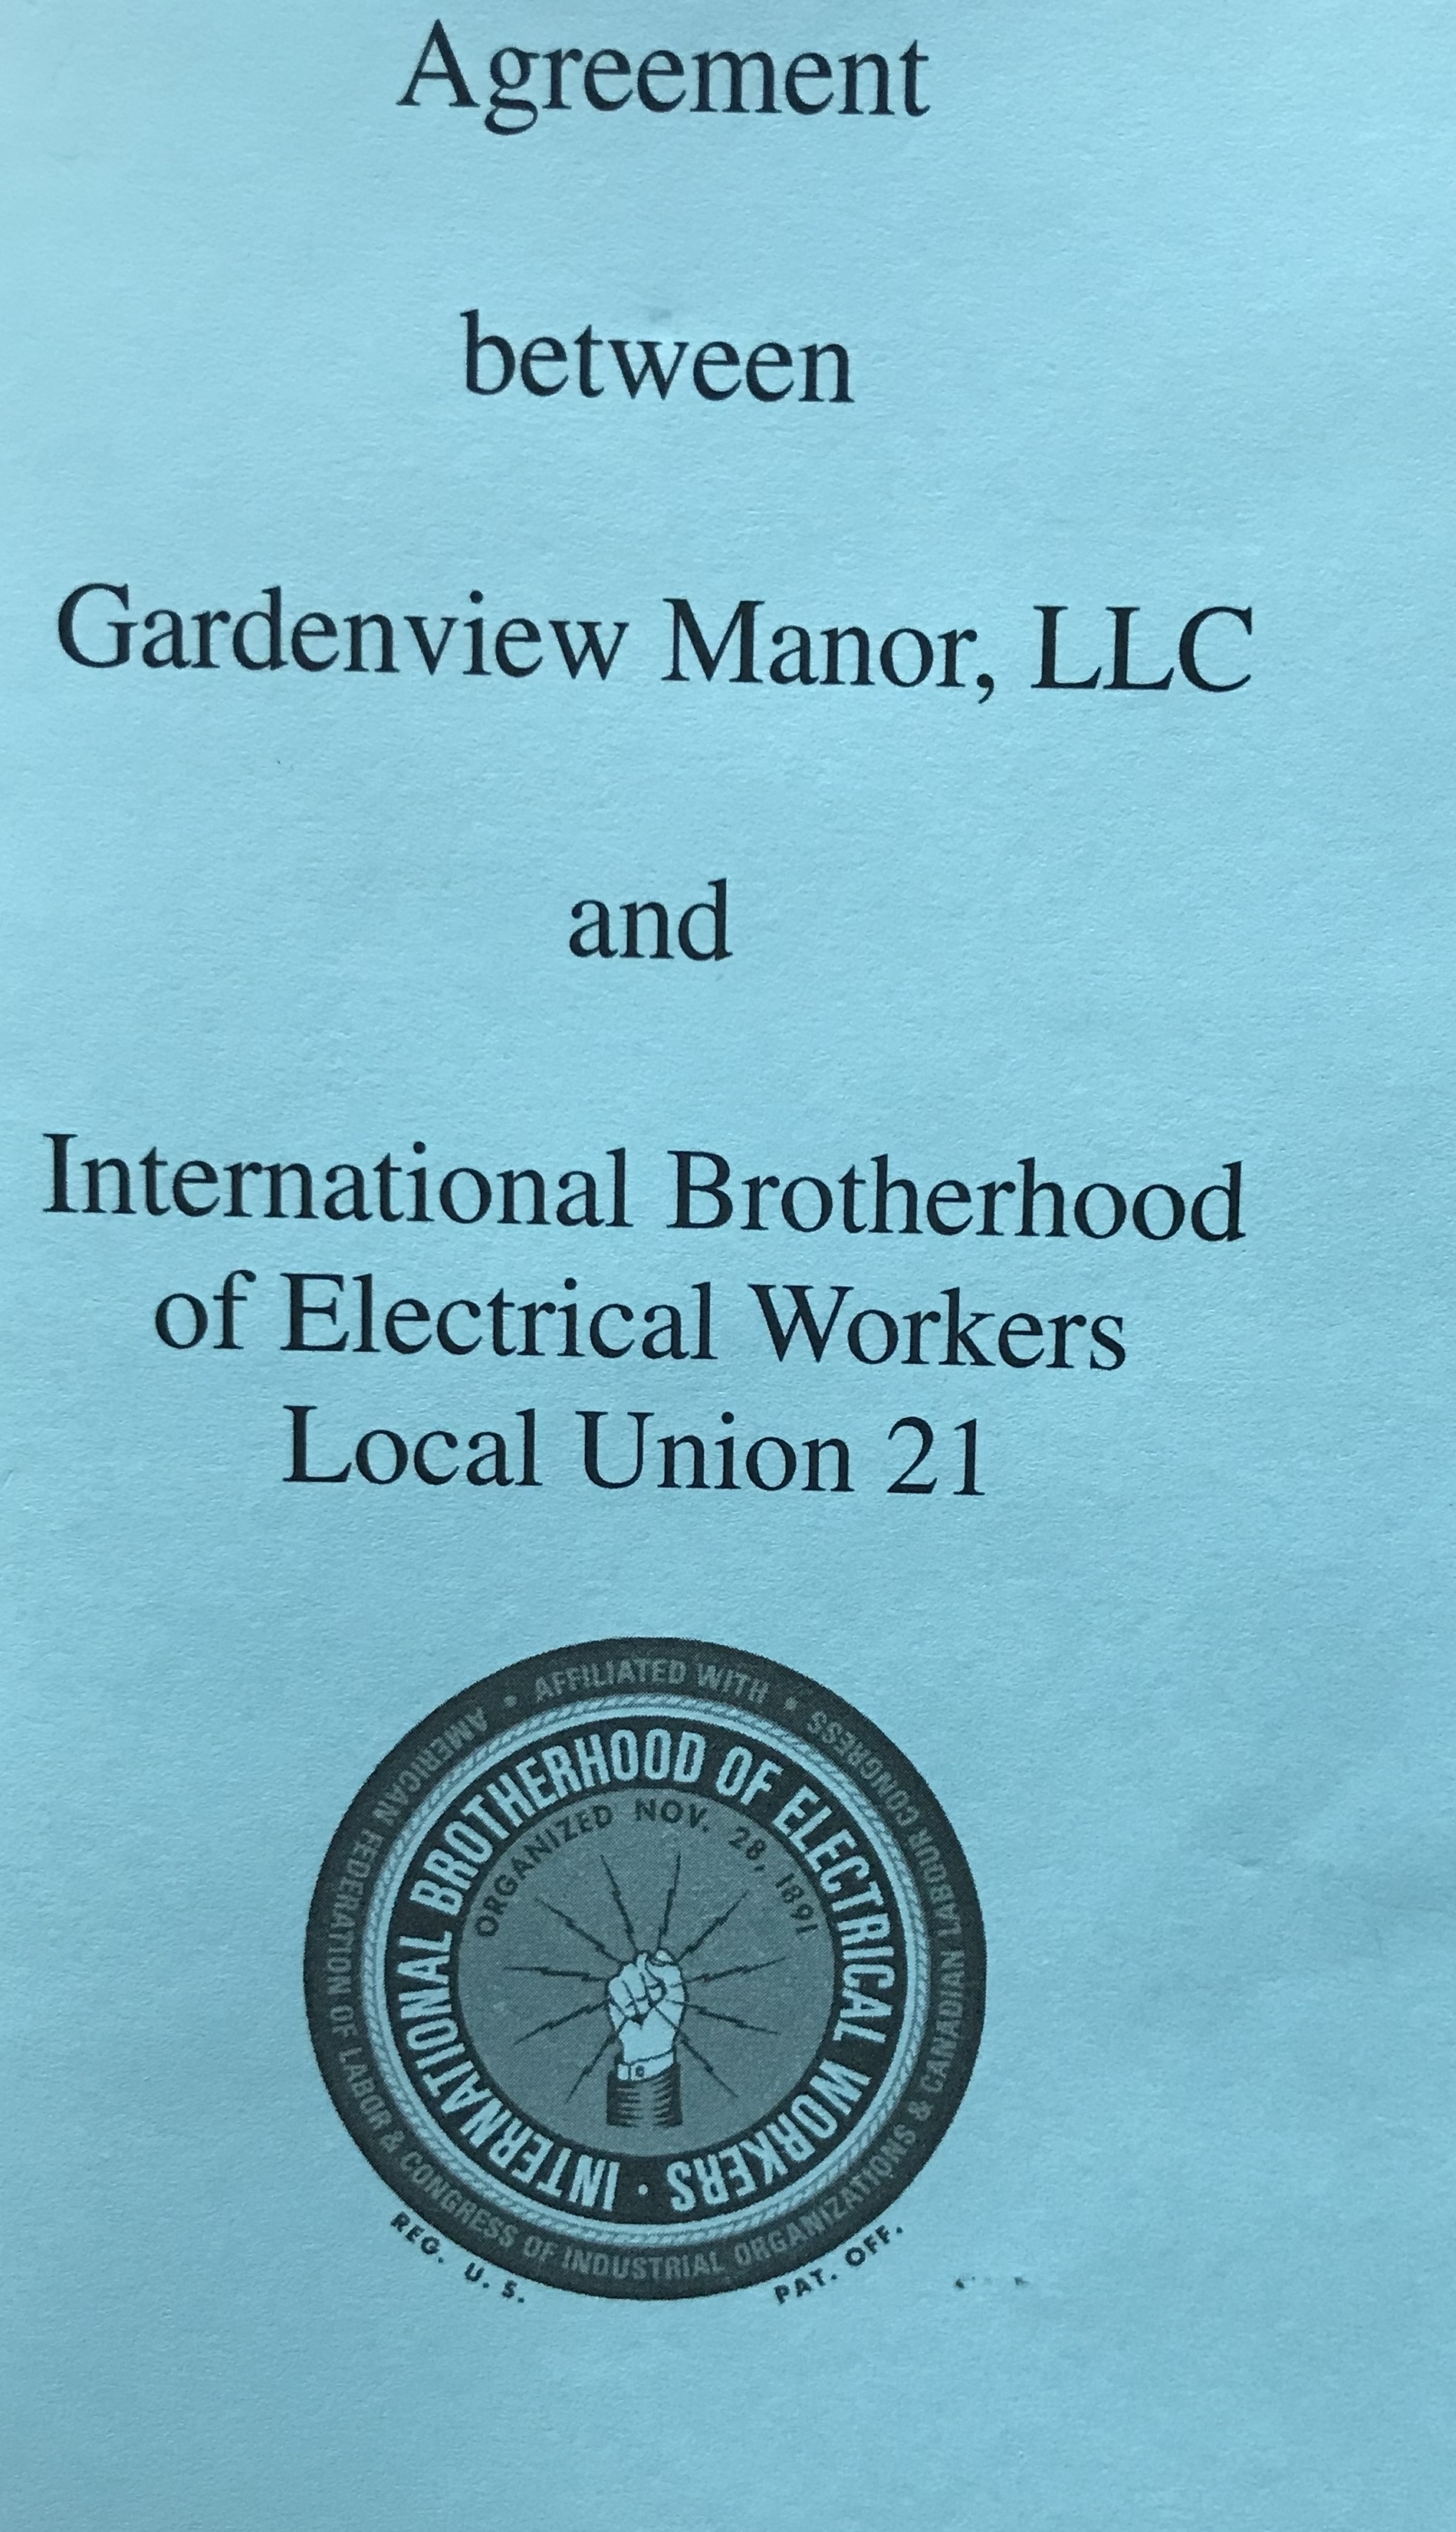 Agreement
between
Gardenview Manor, LLC
and
International Brotherhood
of Electrical Workers
Local Union 21
AFFILIATED WITH • AMERICAN FEDERATION OF LABOR & CONGRESS OF INDUSTRIAL ORGANIZATIONS & CANADIAN LABOUR CONGRESS •
INTERNATIONAL BROTHERHOOD OF ELECTRICAL WORKERS •
ORGANIZED NOV. 28, 1891
REG. U. S. PAT. OFF.